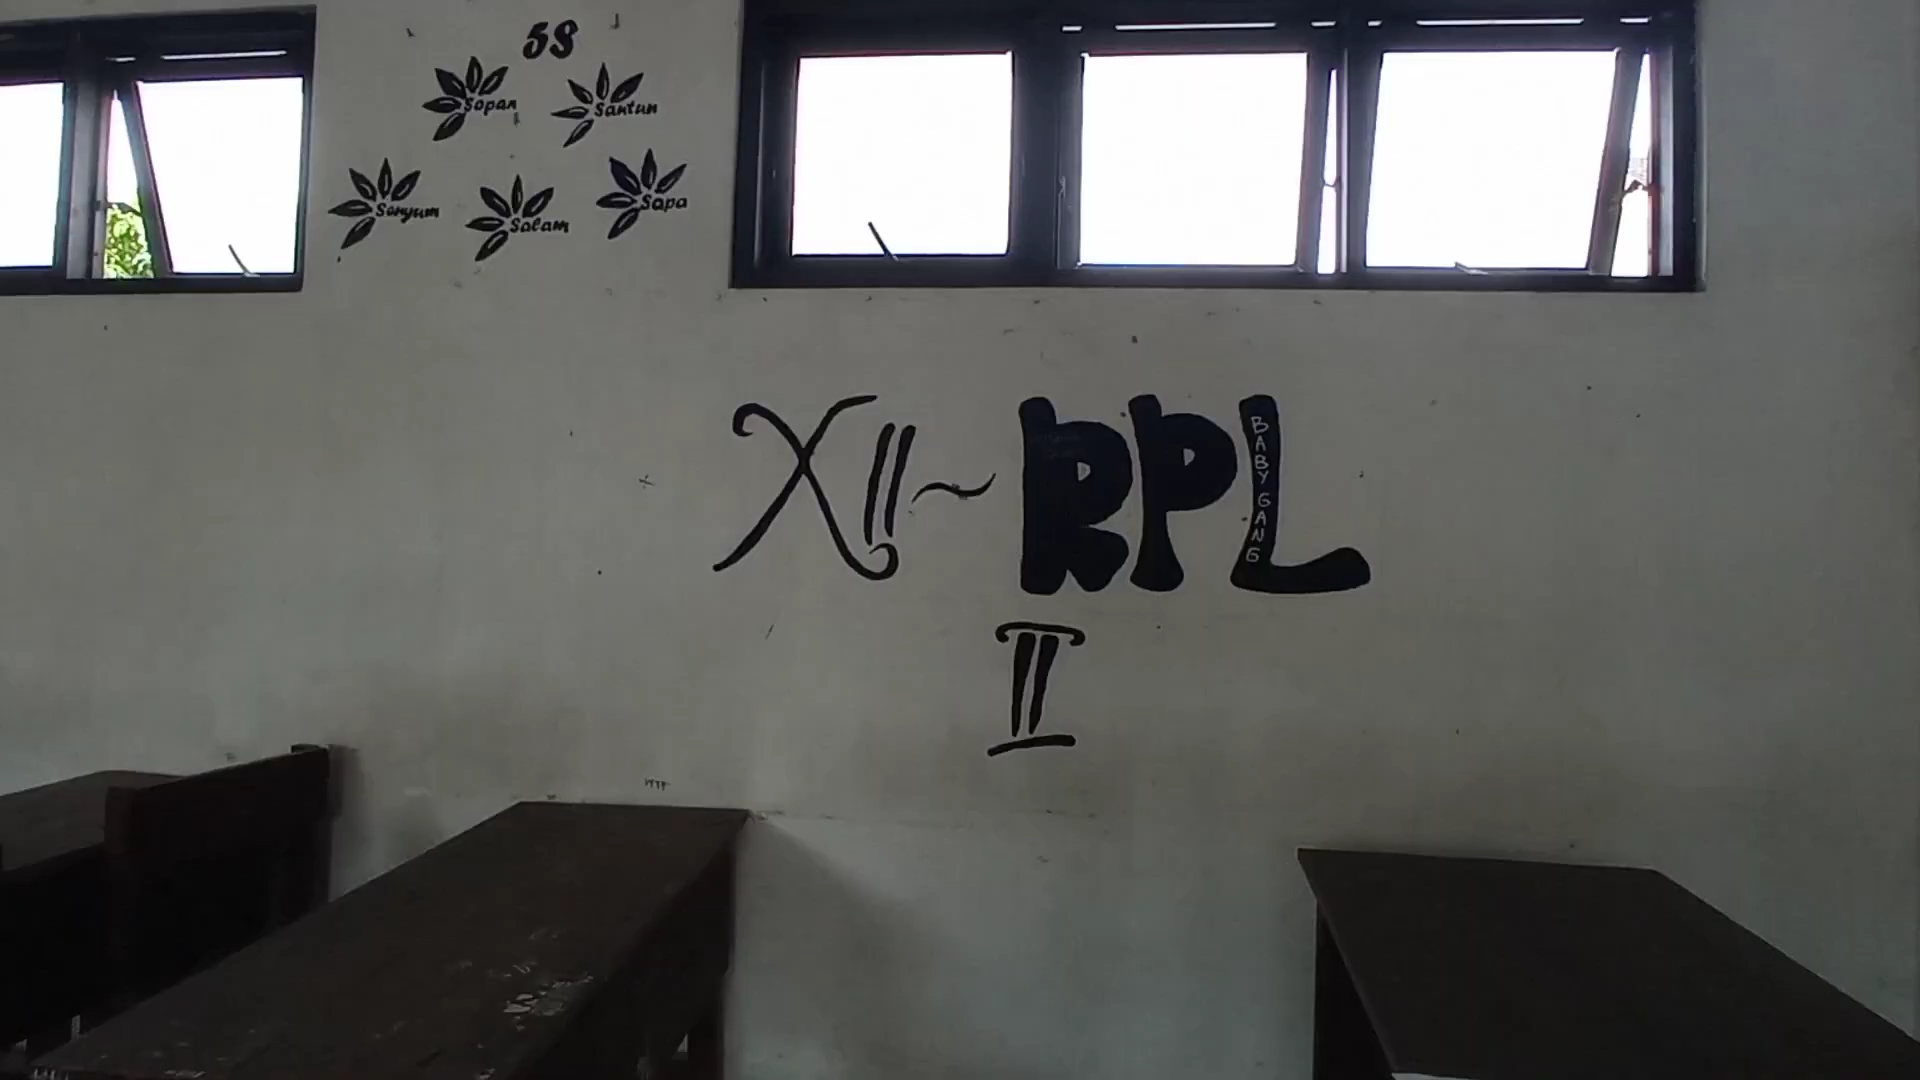 5S
Sopan Santun
Senyum Salam Sapa
XII~RPL
BABY GANG
II